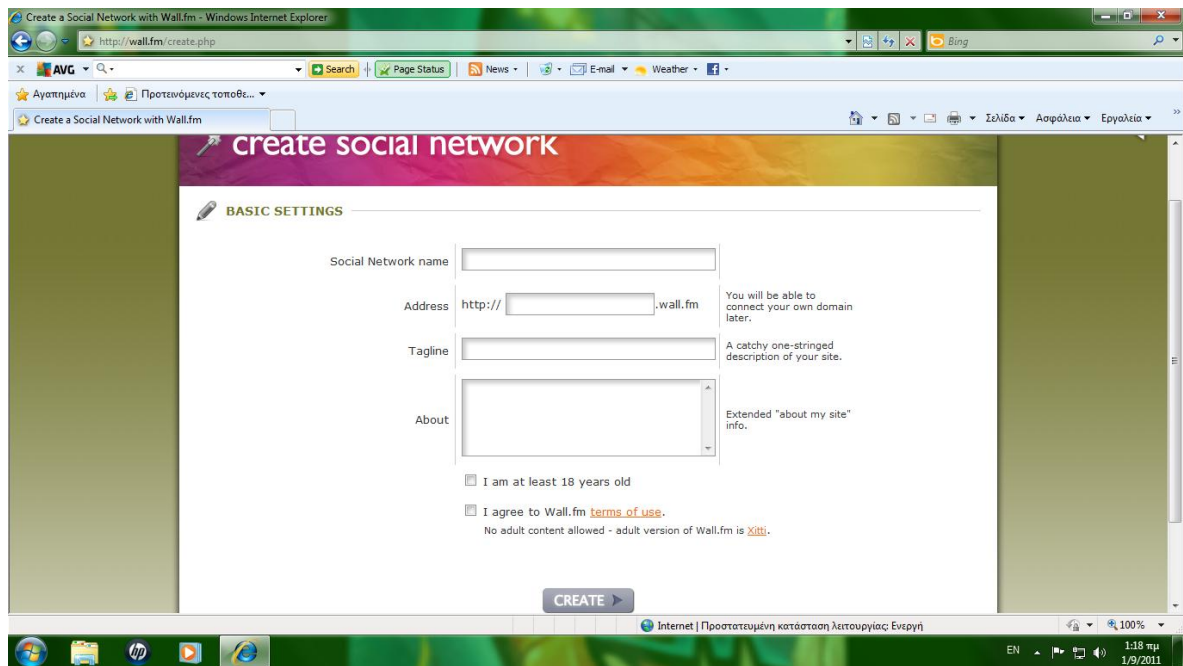 Create a Social Network with Wall.fm - Windows Internet Explorer
http://wall.fm/create.php
Bing
AVG Search Page Status News E-mail Weather
Αγαπημένα Προτεινόμενες τοποθε...
Create a Social Network with Wall.fm Σελίδα Ασφάλεια Εργαλεία
create social network
BASIC SETTINGS
Social Network name
Address http:// .wall.fm
You will be able to
connect your own domain
later.
Tagline
A catchy one-stringed
description of your site.
About
Extended "about my site"
info.
I am at least 18 years old
I agree to Wall.fm terms of use.
No adult content allowed - adult version of Wall.fm is Xitti.
CREATE
Internet | Προστατευμένη κατάσταση λειτουργίας: Ενεργή 100%
hp
EN
1:18 πμ
1/9/2011